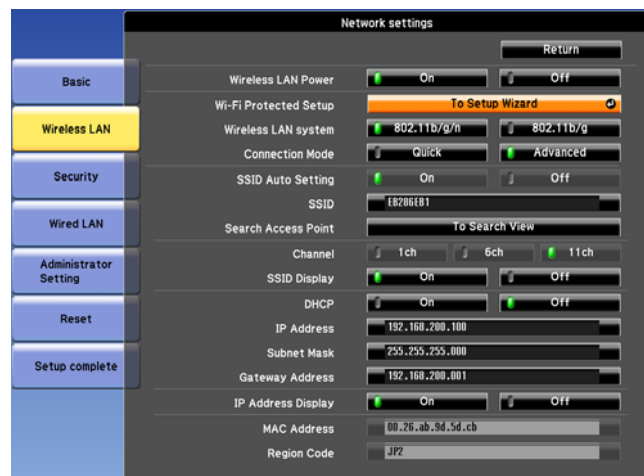 Network settings
Return
Basic
Wireless LAN
Security
Wired LAN
Administrator
Setting
Reset
Setup complete
Wireless LAN Power On Off
Wi-Fi Protected Setup To Setup Wizard
Wireless LAN system 802.11b/g/n 802.11b/g
Connection Mode Quick Advanced
SSID Auto Setting On Off
SSID EB286EB1
Search Access Point To Search View
Channel 1ch 6ch 11ch
SSID Display On Off
DHCP On Off
IP Address 192.168.200.100
Subnet Mask 255.255.255.000
Gateway Address 192.168.200.001
IP Address Display On Off
MAC Address 00.26.ab.9d.5d.cb
Region Code JP2